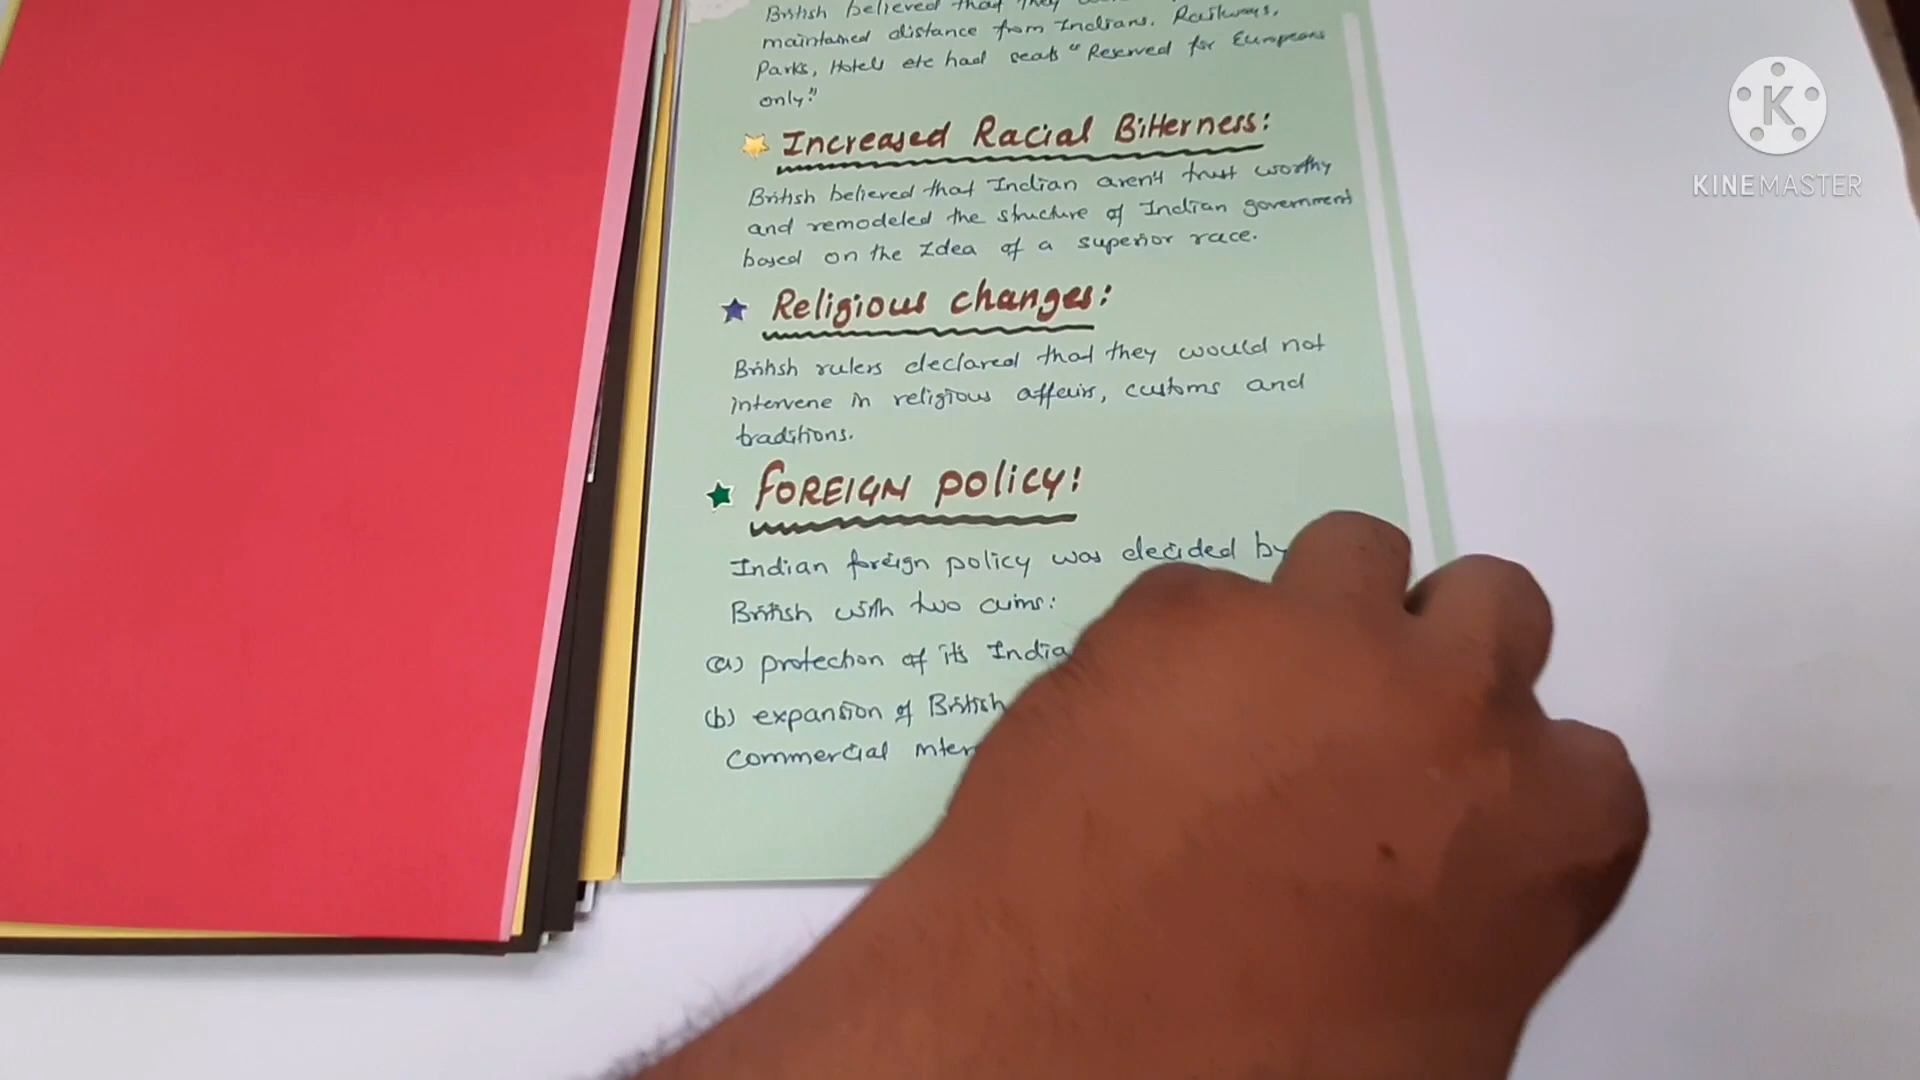 British believed that they
maintained distance from Indians. Railways,
Parks, Hotels etc had seats "Reserved for Europeans
only."
Increased Racial Bitterness:
British believed that Indian aren't trust worthy
and remodeled the structure of Indian government
based on the Idea of a superior race.
Religious changes:
British rulers declared that they would not
intervene in religious affairs, customs and
traditions.
FOREIGN POLICY:
Indian foreign policy was decided by
British with two aims:
(a) protection of its India
(b) expansion of British
commercial inter
K
KINEMASTER